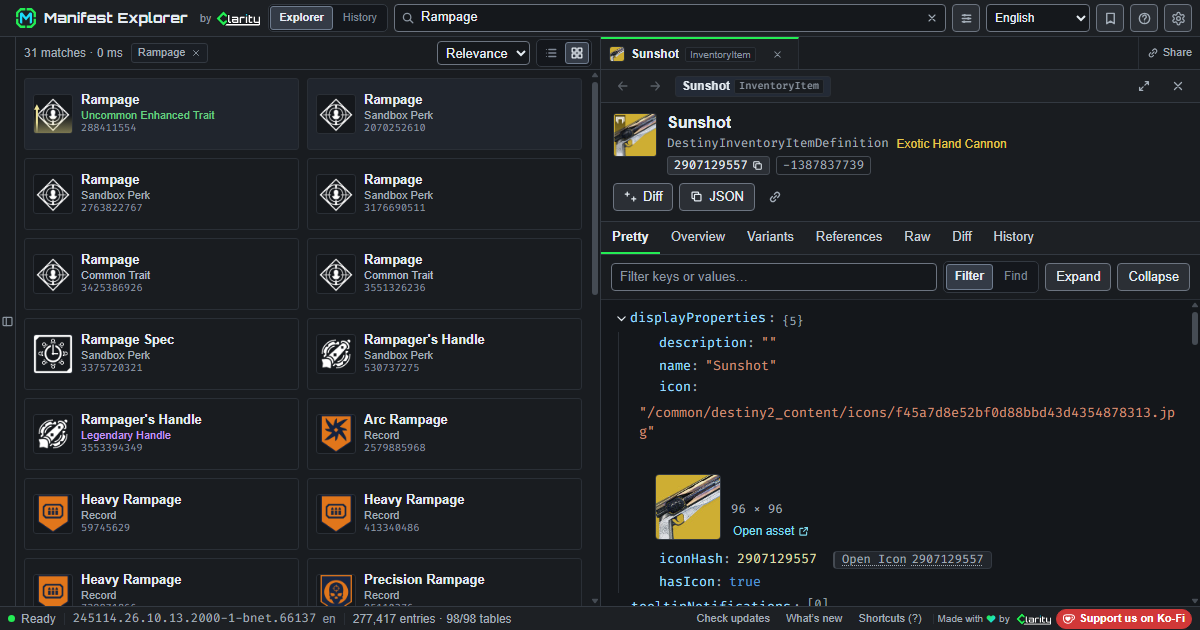 Manifest Explorer by Clarity Explorer History Rampage English
31 matches · 0 ms Rampage × Relevance
Rampage
Uncommon Enhanced Trait
288411554
Rampage
Sandbox Perk
2070252610
Rampage
Sandbox Perk
2763822767
Rampage
Sandbox Perk
3176690511
Rampage
Common Trait
3425386926
Rampage
Common Trait
3551326236
Rampage Spec
Sandbox Perk
3375720321
Rampager's Handle
Sandbox Perk
530737275
Rampager's Handle
Legendary Handle
3553394349
Arc Rampage
Record
2579885968
Heavy Rampage
Record
59745629
Heavy Rampage
Record
413340486
Heavy Rampage
Record
Precision Rampage
Record
Sunshot InventoryItem × Share
Sunshot InventoryItem
Sunshot
DestinyInventoryItemDefinition Exotic Hand Cannon
2907129557 -1387837739
Diff JSON
Pretty Overview Variants References Raw Diff History
Filter keys or values... Filter Find Expand Collapse
displayProperties: {5}
description: ""
name: "Sunshot"
icon:
"/common/destiny2_content/icons/f45a7d8e52bf0d88bbd43d4354878313.jp
g"
96 × 96
Open asset
iconHash: 2907129557 Open Icon 2907129557
hasIcon: true
tooltipNotifications: [0]
Ready 245114.26.10.13.2000-1-bnet.66137 en 277,417 entries · 98/98 tables Check updates What's new Shortcuts (?) Made with by Clarity Support us on Ko-Fi